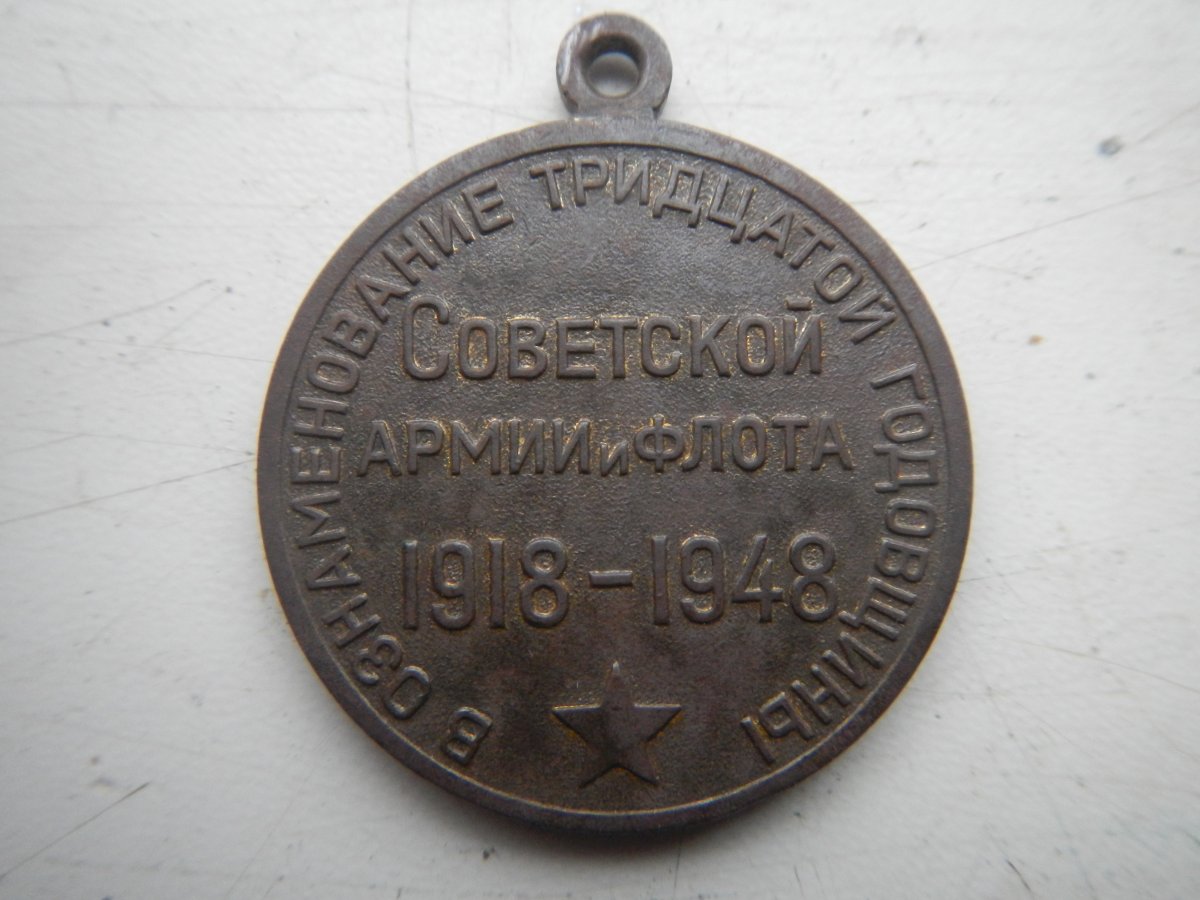 В ОЗНАМЕНОВАНИЕ ТРИДЦАТОЙ ГОДОВЩИНЫ
СОВЕТСКОЙ
АРМИИ и ФЛОТА
1918-1948